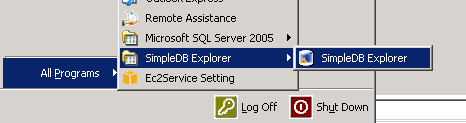 Outlook Express
Remote Assistance
Microsoft SQL Server 2005
SimpleDB Explorer
SimpleDB Explorer
All Programs
Ec2Service Setting
Log Off
Shut Down